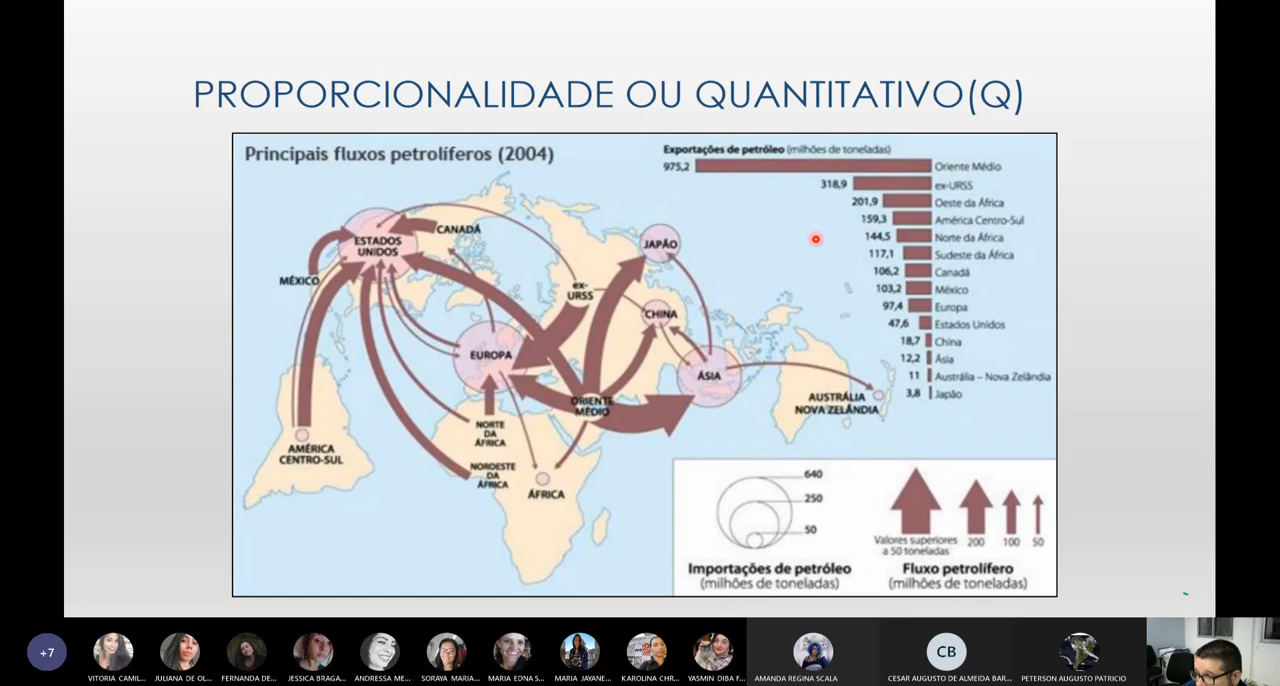 PROPORCIONALIDADE OU QUANTITATIVO(Q)
Principais fluxos petrolíferos (2004)
Exportações de petróleo (milhões de toneladas)
975,2 Oriente Médio
318,9 ex-URSS
201,9 Oeste da África
159,3 América Centro-Sul
144,5 Norte da África
117,1 Sudeste da África
106,2 Canadá
103,2 México
97,4 Europa
47,6 Estados Unidos
18,7 China
12,2 Ásia
11 Austrália – Nova Zelândia
3,8 Japão
CANADÁ
ESTADOS
UNIDOS
JAPÃO
MÉXICO
ex-
URSS
CHINA
EUROPA
ÁSIA
ORIENTE
MÉDIO
AUSTRÁLIA
NOVA ZELÂNDIA
NORTE
DA
ÁFRICA
AMÉRICA
CENTRO-SUL
NOROESTE
DA
ÁFRICA
ÁFRICA
640
250
50
Importações de petróleo
(milhões de toneladas)
Valores superiores
a 50 toneladas
200
100
50
Fluxo petrolífero
(milhões de toneladas)
+7
VITORIA CAMIL...
JULIANA DE OL...
FERNANDA DE...
JESSICA BRAGA...
ANDRESSA ME...
SORAYA MARIA...
MARIA EDNA S...
MARIA JAYANE...
KAROLINA CHR...
YASMIN DIBA F...
AMANDA REGINA SCALA
CB
CESAR AUGUSTO DE ALMEIDA BAR...
PETERSON AUGUSTO PATRICIO